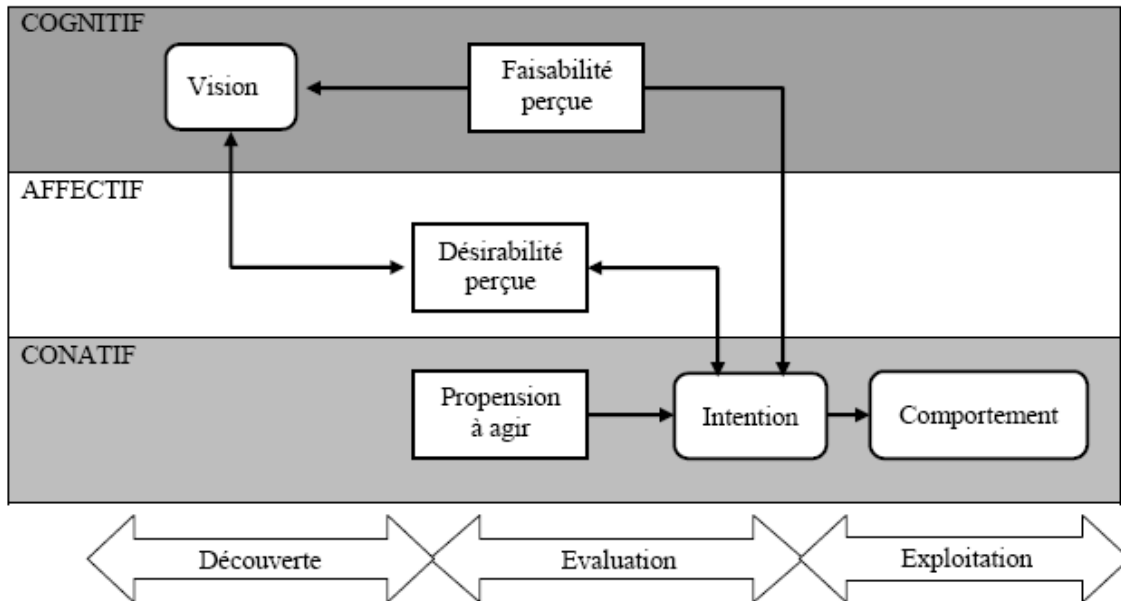 COGNITIF
Vision
Faisabilité
perçue
AFFECTIF
Désirabilité
perçue
CONATIF
Propension
à agir
Intention
Comportement
Découverte
Evaluation
Exploitation